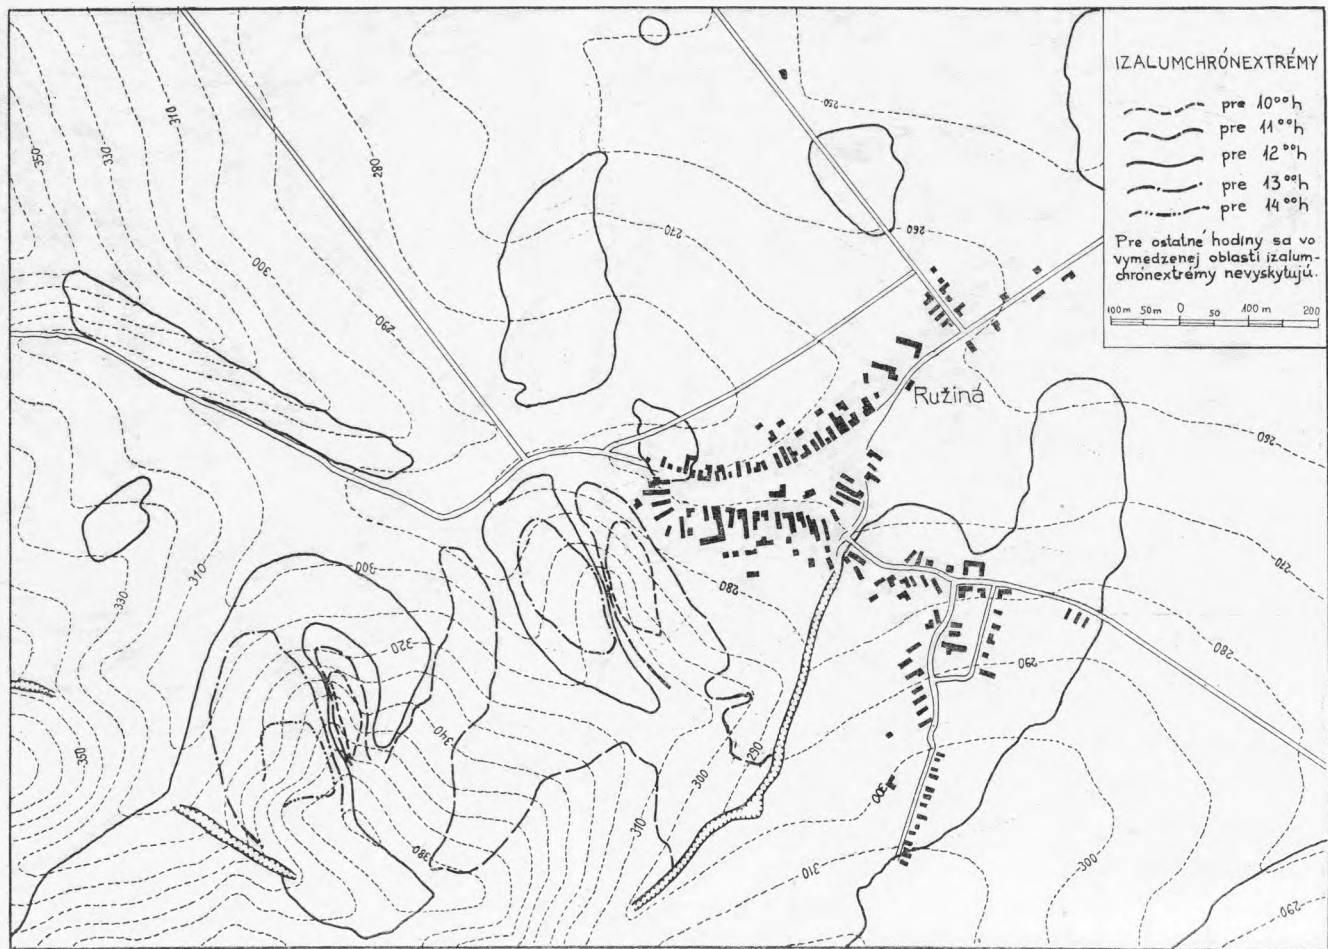 IZALUMCHRÓNEXTRÉMY
pre 10⁰⁰h
pre 11⁰⁰h
pre 12⁰⁰h
pre 13⁰⁰h
pre 14⁰⁰h
Pre ostatné hodiny sa vo
vymedzenej oblasti izalum-
chrónextrémy nevyskytujú.
100m 50m 0 50 100m 200
310
350
330
280
250
300
270
260
290
290
Ružiná
260
310
300
330
280
270
320
280
290
340
350
290
300
300
310
380
310
300
290